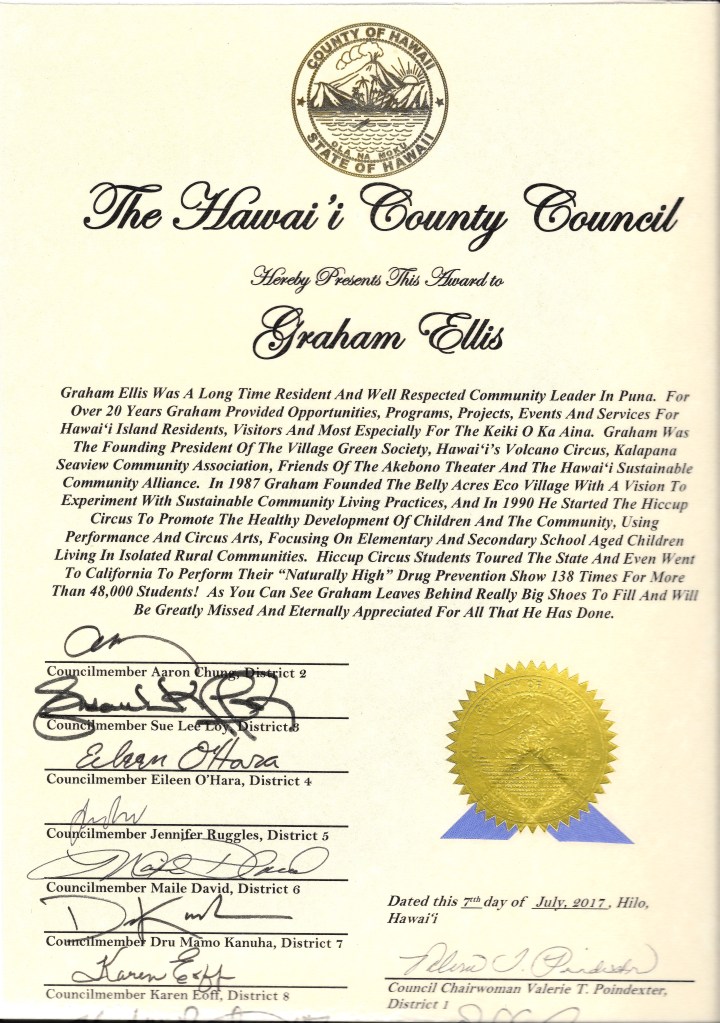 COUNTY OF HAWAII
OLA NA MOKU
STATE OF HAWAII
The Hawai'i County Council
Hereby Presents This Award to
Graham Ellis
Graham Ellis Was A Long Time Resident And Well Respected Community Leader In Puna. For
Over 20 Years Graham Provided Opportunities, Programs, Projects, Events And Services For
Hawai‘i Island Residents, Visitors And Most Especially For The Keiki O Ka Aina. Graham Was
The Founding President Of The Village Green Society, Hawai‘i’s Volcano Circus, Kalapana
Seaview Community Association, Friends Of The Akebono Theater And The Hawai‘i Sustainable
Community Alliance. In 1987 Graham Founded The Belly Acres Eco Village With A Vision To
Experiment With Sustainable Community Living Practices, And In 1990 He Started The Hiccup
Circus To Promote The Healthy Development Of Children And The Community, Using
Performance And Circus Arts, Focusing On Elementary And Secondary School Aged Children
Living In Isolated Rural Communities. Hiccup Circus Students Toured The State And Even Went
To California To Perform Their “Naturally High” Drug Prevention Show 138 Times For More
Than 48,000 Students! As You Can See Graham Leaves Behind Really Big Shoes To Fill And Will
Be Greatly Missed And Eternally Appreciated For All That He Has Done.
Councilmember Aaron Chung, District 2
Councilmember Sue Lee Loy, District 3
Eileen O'Hara
Councilmember Eileen O’Hara, District 4
Councilmember Jennifer Ruggles, District 5
Maile David
Councilmember Maile David, District 6
Councilmember Dru Mamo Kanuha, District 7
Karen Eoff
Councilmember Karen Eoff, District 8
Dated this 7th day of July, 2017, Hilo,
Hawai‘i
Valerie T. Poindexter
Council Chairwoman Valerie T. Poindexter,
District 1